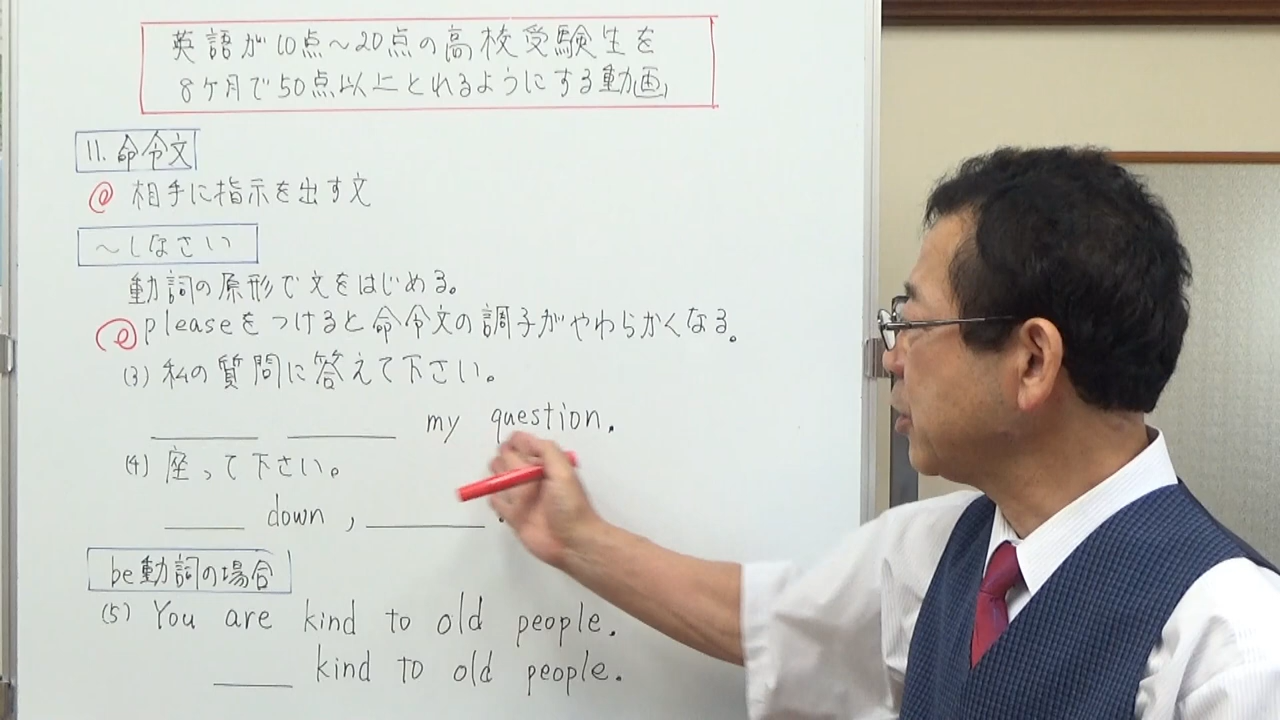 英語が10点～20点の高校受験生を
8ヶ月で50点以上とれるようにする動画
11. 命令文
@ 相手に指示を出す文
～しなさい
動詞の原形で文をはじめる。
@ pleaseをつけると命令文の調子がやわらかくなる。
(3) 私の質問に答えて下さい。
______ ______ my question.
(4) 座って下さい。
_____ down , _______ .
be動詞の場合
(5) You are kind to old people.
_____ kind to old people.